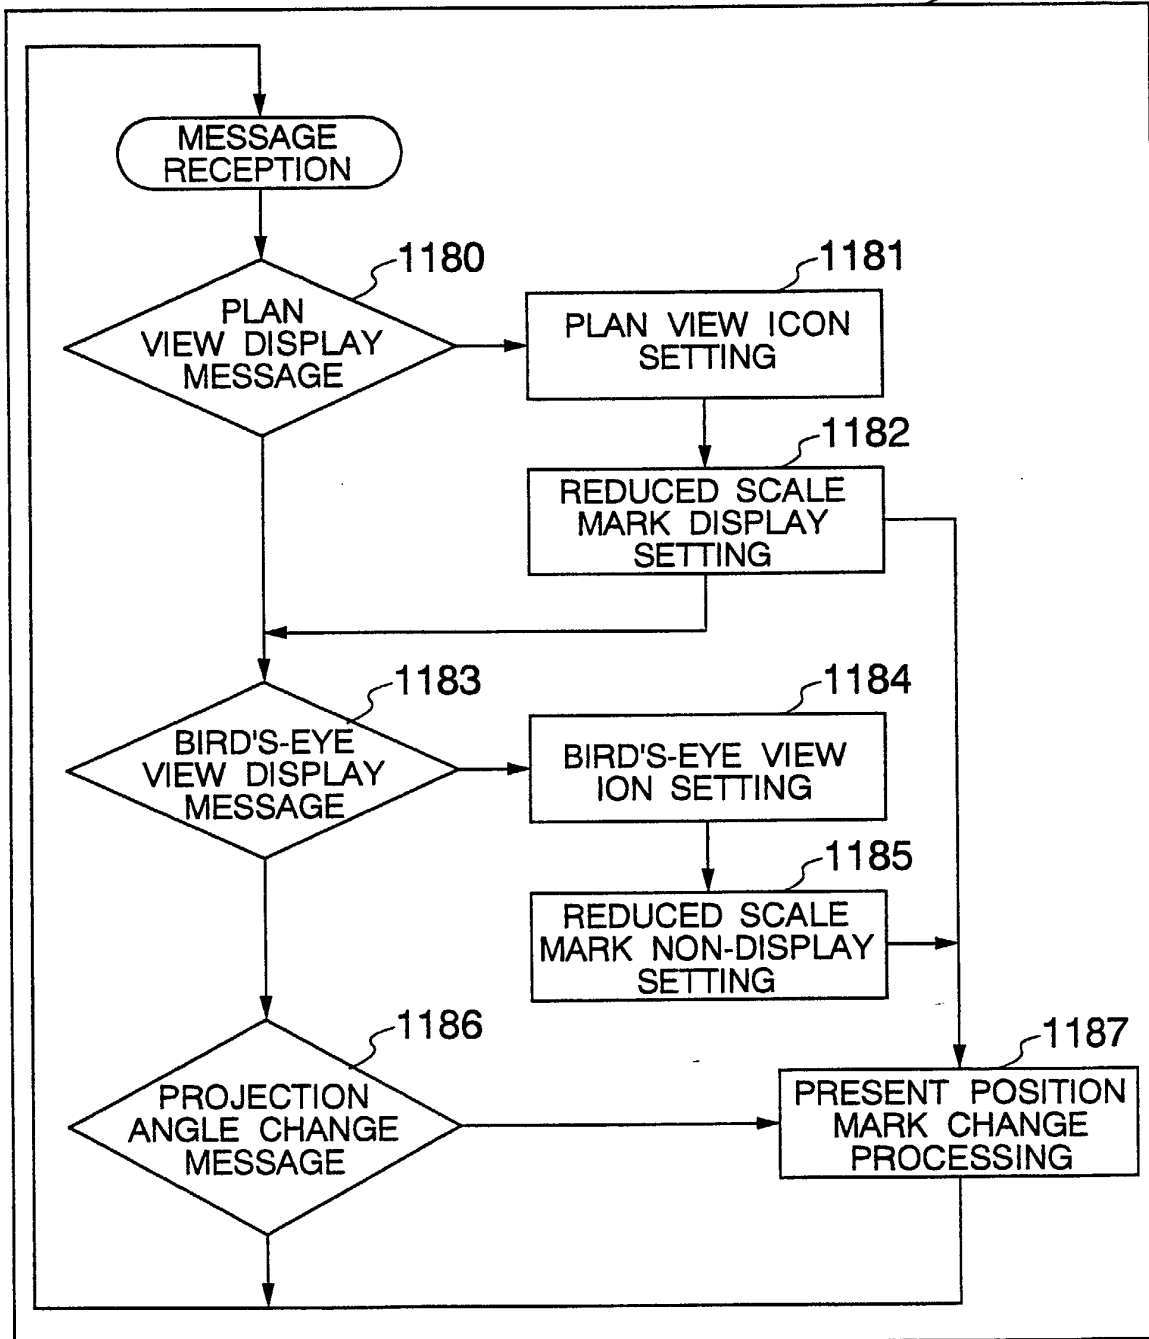 MESSAGE
RECEPTION
1180
PLAN
VIEW DISPLAY
MESSAGE
1181
PLAN VIEW ICON
SETTING
1182
REDUCED SCALE
MARK DISPLAY
SETTING
1183
BIRD'S-EYE
VIEW DISPLAY
MESSAGE
1184
BIRD'S-EYE VIEW
ION SETTING
1185
REDUCED SCALE
MARK NON-DISPLAY
SETTING
1186
PROJECTION
ANGLE CHANGE
MESSAGE
1187
PRESENT POSITION
MARK CHANGE
PROCESSING